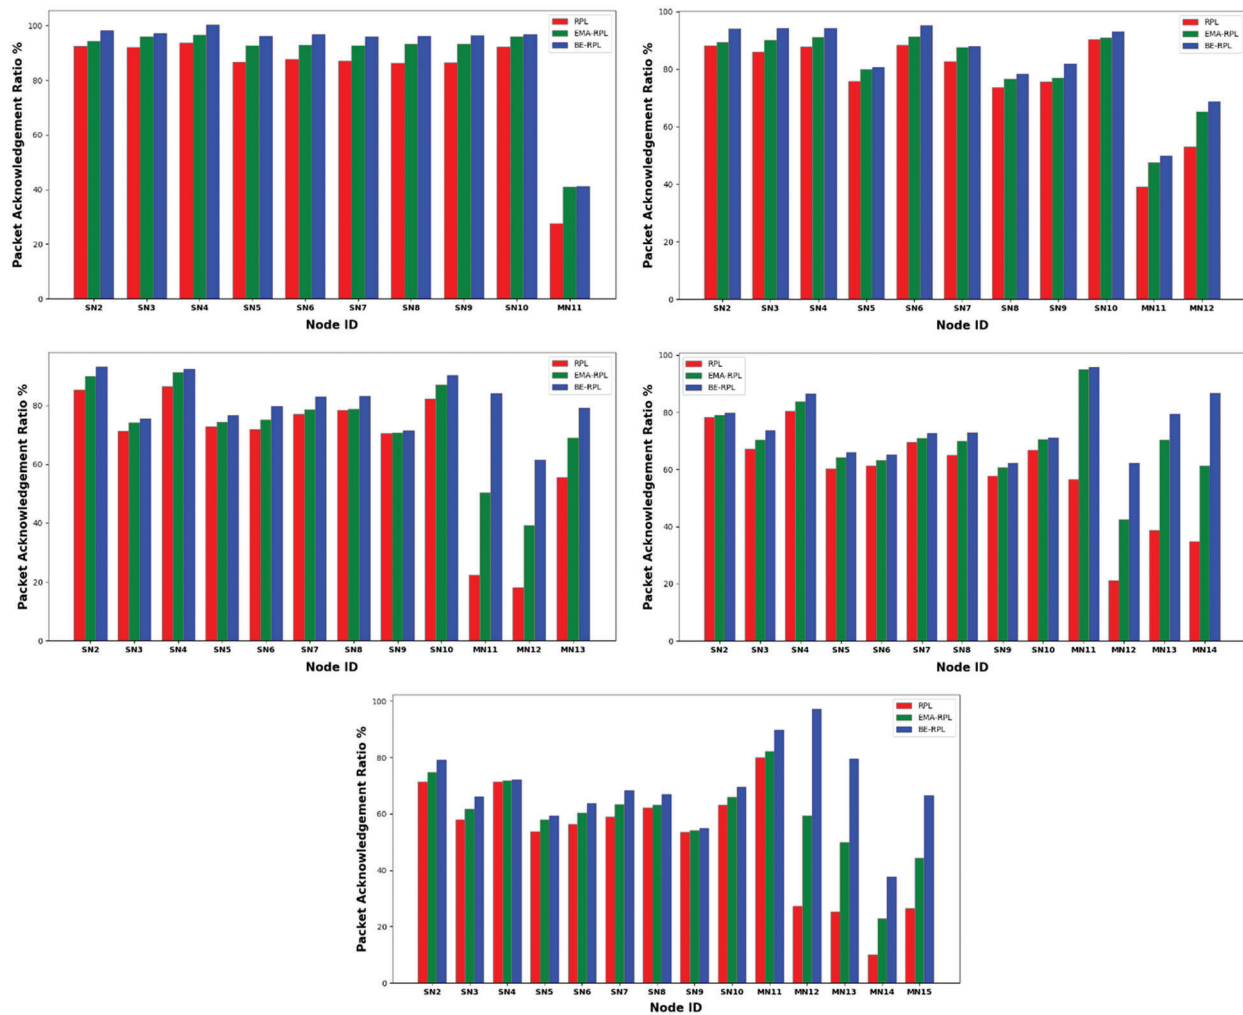 Packet Acknowledgement Ratio %
100
80
60
40
20
0
RPL
EMA-RPL
BE-RPL
SN2 SN3 SN4 SN5 SN6 SN7 SN8 SN9 SN10 MN11
Node ID
Packet Acknowledgement Ratio %
100
80
60
40
20
0
RPL
EMA-RPL
BE-RPL
SN2 SN3 SN4 SN5 SN6 SN7 SN8 SN9 SN10 MN11 MN12
Node ID
Packet Acknowledgement Ratio %
80
60
40
20
0
RPL
EMA-RPL
BE-RPL
SN2 SN3 SN4 SN5 SN6 SN7 SN8 SN9 SN10 MN11 MN12 MN13
Node ID
Packet Acknowledgement Ratio %
100
80
60
40
20
0
RPL
EMA-RPL
BE-RPL
SN2 SN3 SN4 SN5 SN6 SN7 SN8 SN9 SN10 MN11 MN12 MN13 MN14
Node ID
Packet Acknowledgement Ratio %
100
80
60
40
20
0
RPL
EMA-RPL
BE-RPL
SN2 SN3 SN4 SN5 SN6 SN7 SN8 SN9 SN10 MN11 MN12 MN13 MN14 MN15
Node ID